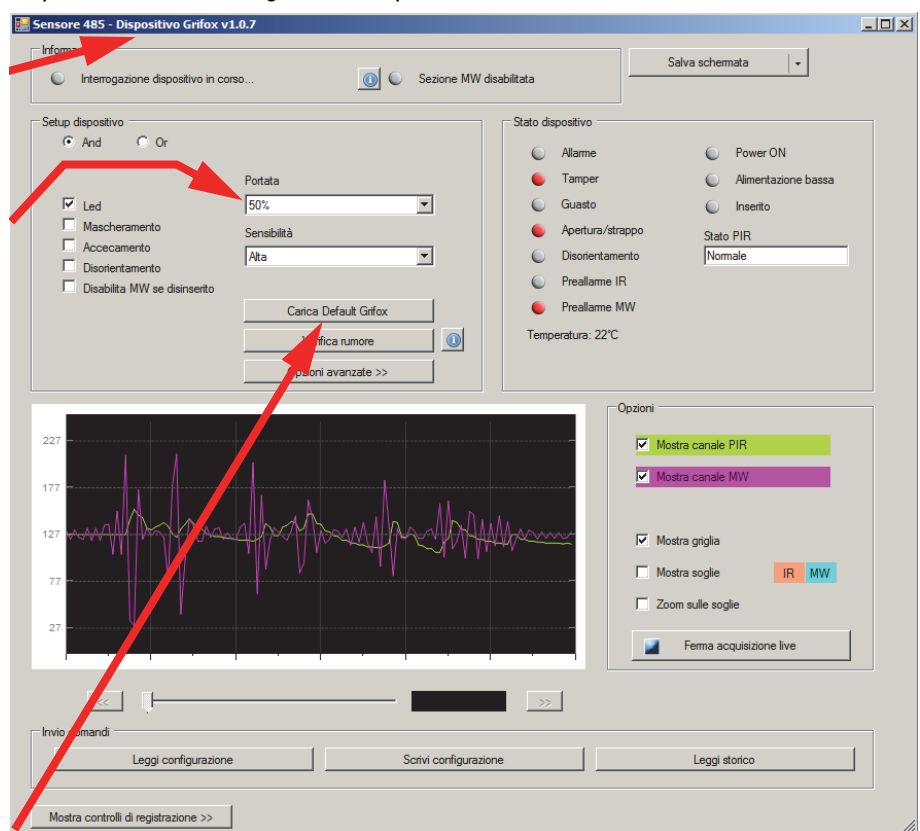 Sensore 485 - Dispositivo Grifox v1.0.7
Interrogazione dispositivo in corso...
Sezione MW disabilitata
Salva schermata
Setup dispositivo
And
Or
Portata
50%
Led
Mascheramento
Accecamento
Disorientamento
Disabilita MW se disinserito
Sensibilità
Alta
Carica Default Grifox
rumore
avanzate >>
Stato dispositivo
Allarme
Tamper
Guasto
Apertura/strappo
Disorientamento
Preallarme IR
Preallarme MW
Power ON
Alimentazione bassa
Inserito
Stato PIR
Normale
Temperatura: 22°C
227
177
127
77
27
Opzioni
Mostra canale PIR
Mostra canale MW
Mostra griglia
Mostra soglie
IR MW
Zoom sulle soglie
Ferma acquisizione live
<<
>>
Invio comandi
Leggi configurazione
Scrivi configurazione
Leggi storico
Mostra controlli di registrazione >>